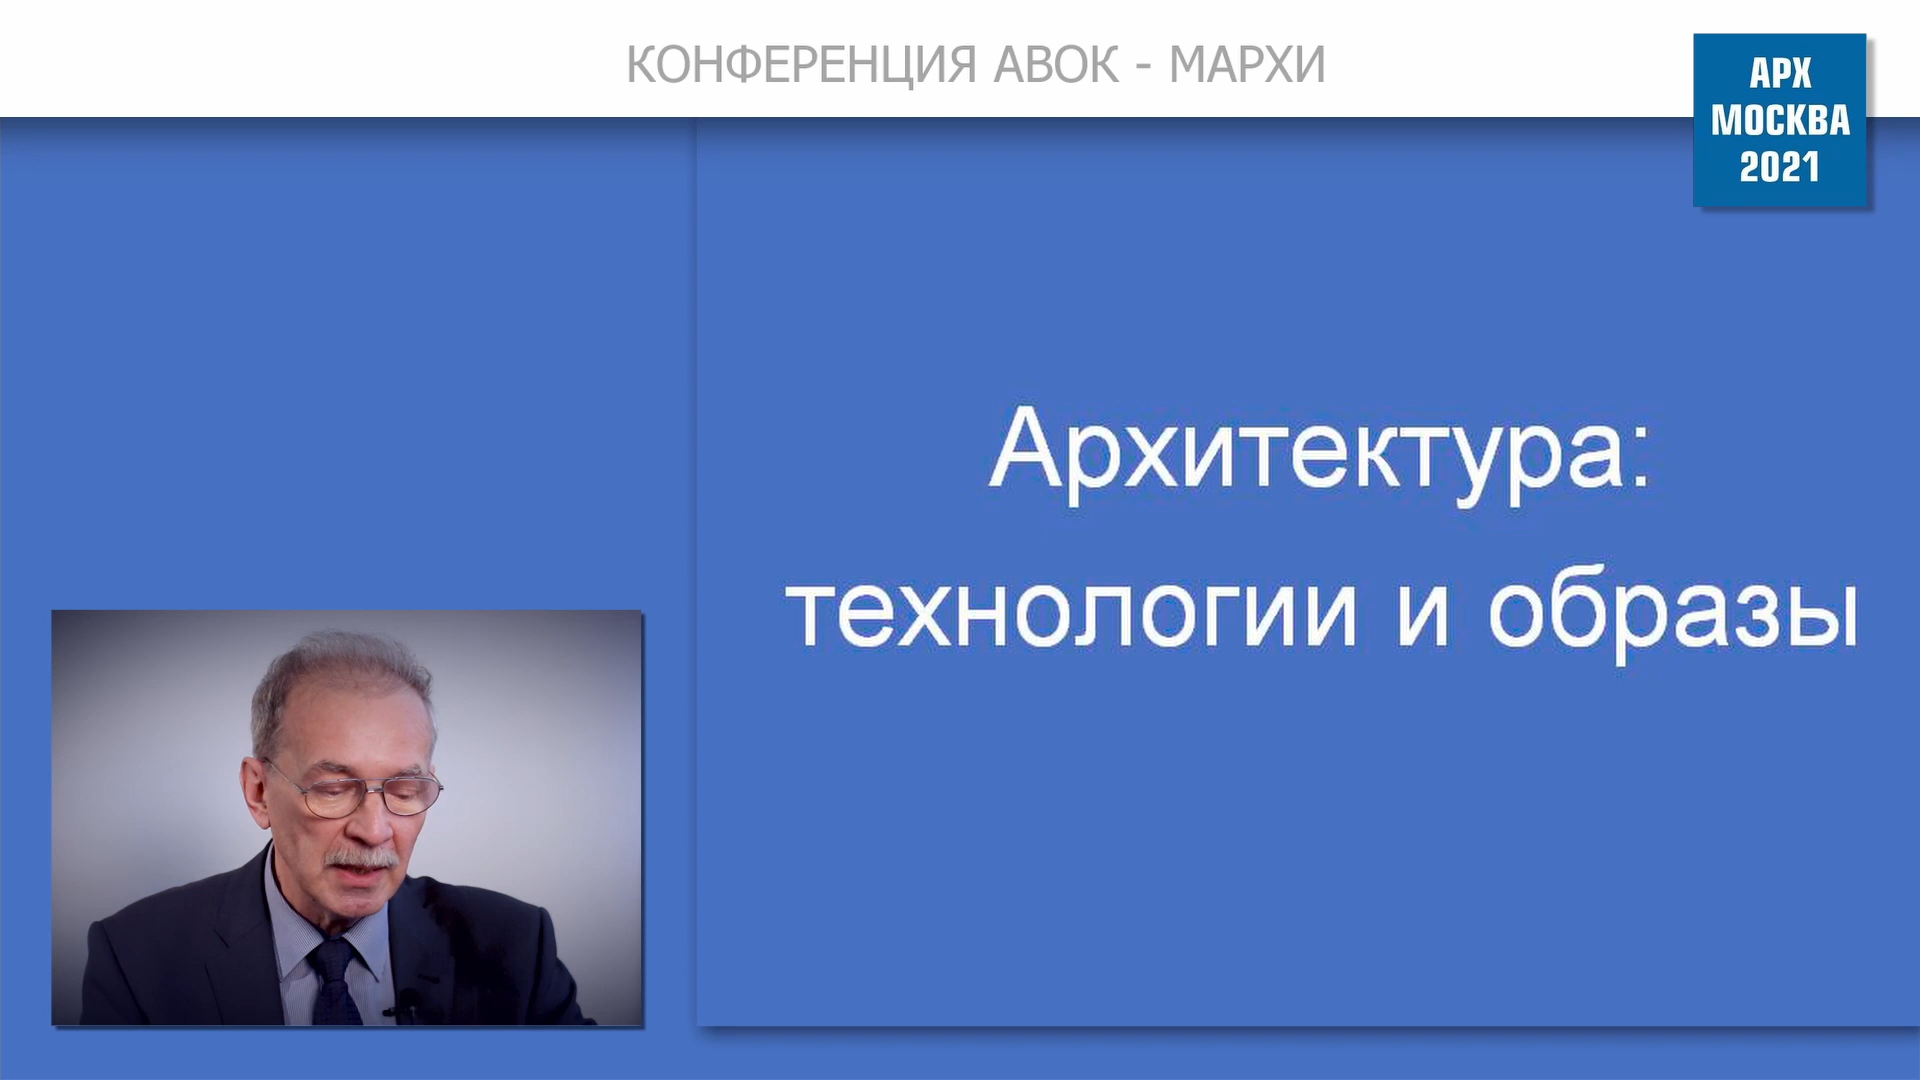 КОНФЕРЕНЦИЯ АВОК - МАРХИ
АРХ
МОСКВА
2021
Архитектура:
технологии и образы